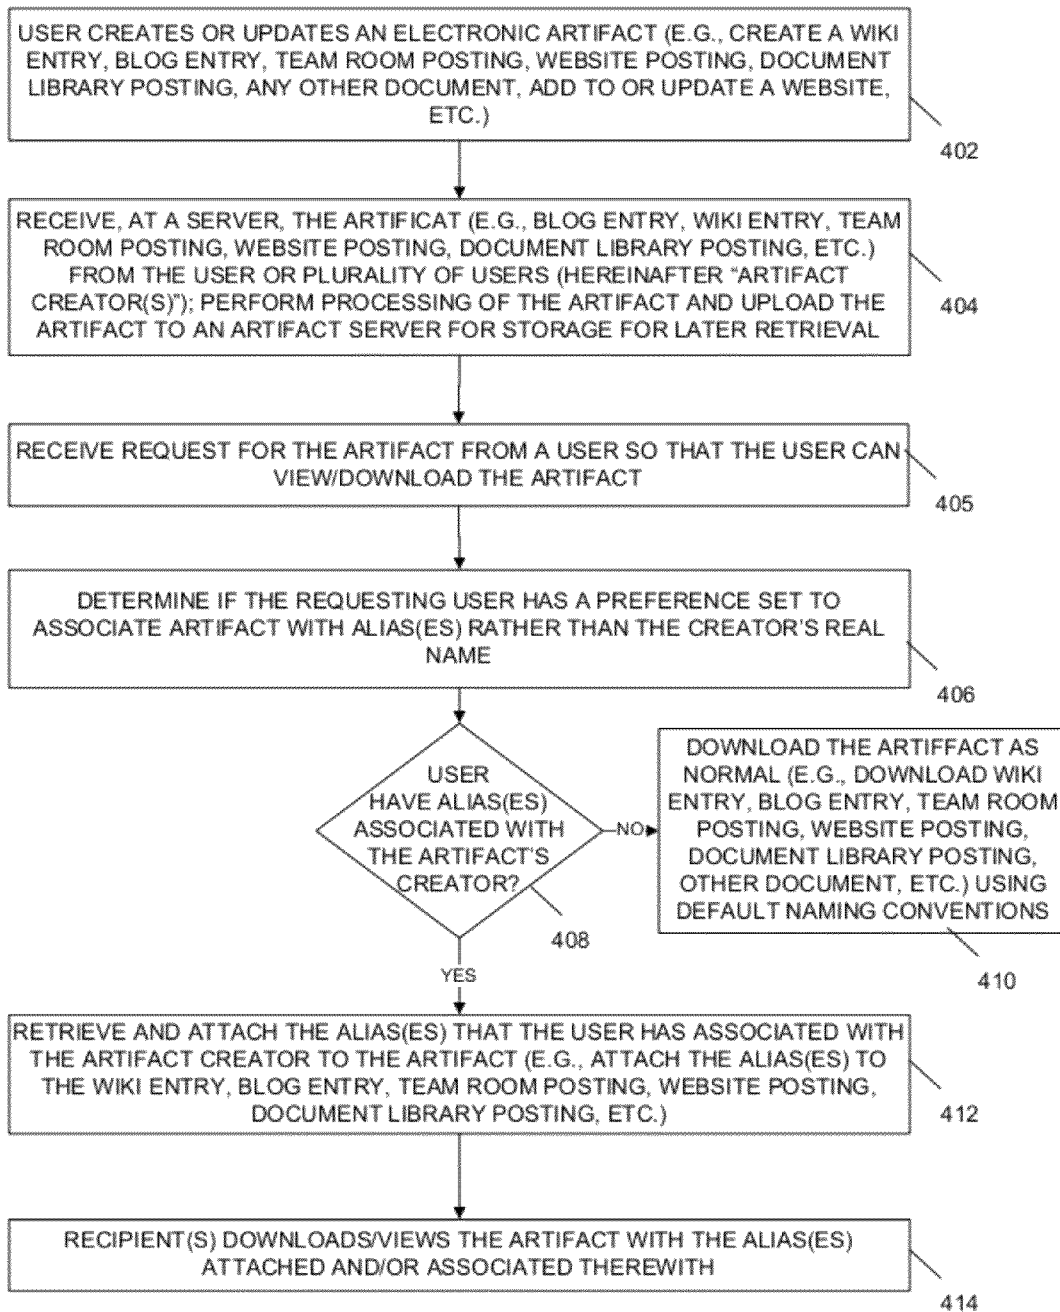 USER CREATES OR UPDATES AN ELECTRONIC ARTIFACT (E.G., CREATE A WIKI
ENTRY, BLOG ENTRY, TEAM ROOM POSTING, WEBSITE POSTING, DOCUMENT
LIBRARY POSTING, ANY OTHER DOCUMENT, ADD TO OR UPDATE A WEBSITE,
ETC.)
402
RECEIVE, AT A SERVER, THE ARTIFICAT (E.G., BLOG ENTRY, WIKI ENTRY, TEAM
ROOM POSTING, WEBSITE POSTING, DOCUMENT LIBRARY POSTING, ETC.)
FROM THE USER OR PLURALITY OF USERS (HEREINAFTER “ARTIFACT
CREATOR(S)”); PERFORM PROCESSING OF THE ARTIFACT AND UPLOAD THE
ARTIFACT TO AN ARTIFACT SERVER FOR STORAGE FOR LATER RETRIEVAL
404
RECEIVE REQUEST FOR THE ARTIFACT FROM A USER SO THAT THE USER CAN
VIEW/DOWNLOAD THE ARTIFACT
405
DETERMINE IF THE REQUESTING USER HAS A PREFERENCE SET TO
ASSOCIATE ARTIFACT WITH ALIAS(ES) RATHER THAN THE CREATOR’S REAL
NAME
406
USER
HAVE ALIAS(ES)
ASSOCIATED WITH
THE ARTIFACT’S
CREATOR?
408
NO
DOWNLOAD THE ARTIFFACT AS
NORMAL (E.G., DOWNLOAD WIKI
ENTRY, BLOG ENTRY, TEAM ROOM
POSTING, WEBSITE POSTING,
DOCUMENT LIBRARY POSTING,
OTHER DOCUMENT, ETC.) USING
DEFAULT NAMING CONVENTIONS
410
YES
RETRIEVE AND ATTACH THE ALIAS(ES) THAT THE USER HAS ASSOCIATED WITH
THE ARTIFACT CREATOR TO THE ARTIFACT (E.G., ATTACH THE ALIAS(ES) TO
THE WIKI ENTRY, BLOG ENTRY, TEAM ROOM POSTING, WEBSITE POSTING,
DOCUMENT LIBRARY POSTING, ETC.)
412
RECIPIENT(S) DOWNLOADS/VIEWS THE ARTIFACT WITH THE ALIAS(ES)
ATTACHED AND/OR ASSOCIATED THEREWITH
414